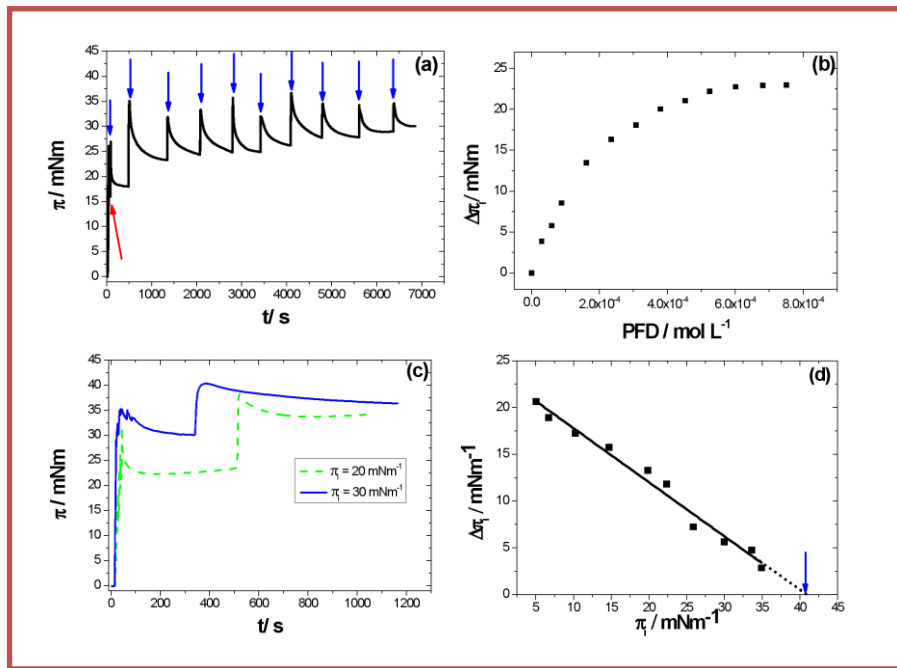 (a)
45
40
35
30
25
20
15
10
5
0
π / mNm
0 1000 2000 3000 4000 5000 6000 7000
t/ s
(b)
25
20
15
10
5
0
Δπi/ mNm
0.0 2.0x10-4 4.0x10-4 6.0x10-4 8.0x10-4
PFD / mol L-1
(c)
45
40
35
30
25
20
15
10
5
0
π / mNm
πi = 20 mNm-1
πi = 30 mNm-1
0 200 400 600 800 1000 1200
t/ s
(d)
25
20
15
10
5
0
Δπi / mNm-1
5 10 15 20 25 30 35 40 45
πi / mNm-1